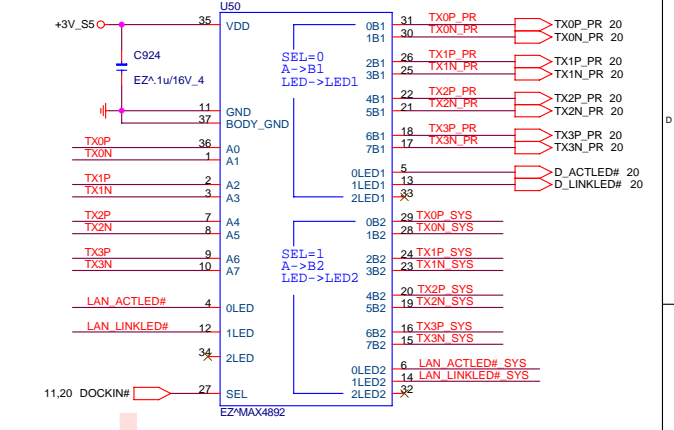 U50
+3V_S5 35 VDD
C924
EZ^.1u/16V_4
11 GND
37 BODY_GND
TX0P 36 A0
TX0N 1 A1
TX1P 2 A2
TX1N 3 A3
TX2P 7 A4
TX2N 8 A5
TX3P 9 A6
TX3N 10 A7
LAN_ACTLED# 4 0LED
LAN_LINKLED# 12 1LED
34 2LED
11,20 DOCKIN# 27 SEL
SEL=0
A->B1
LED->LED1
SEL=1
A->B2
LED->LED2
0B1 31 TX0P_PR TX0P_PR 20
1B1 30 TX0N_PR TX0N_PR 20
2B1 26 TX1P_PR TX1P_PR 20
3B1 25 TX1N_PR TX1N_PR 20
4B1 22 TX2P_PR TX2P_PR 20
5B1 21 TX2N_PR TX2N_PR 20
6B1 18 TX3P_PR TX3P_PR 20
7B1 17 TX3N_PR TX3N_PR 20
0LED1 5 D_ACTLED# 20
1LED1 13 D_LINKLED# 20
2LED1 33
0B2 29 TX0P_SYS
1B2 28 TX0N_SYS
2B2 24 TX1P_SYS
3B2 23 TX1N_SYS
4B2 20 TX2P_SYS
5B2 19 TX2N_SYS
6B2 16 TX3P_SYS
7B2 15 TX3N_SYS
0LED2 6 LAN_ACTLED#_SYS
1LED2 14 LAN_LINKLED#_SYS
2LED2 32
EZ^MAX4892
D